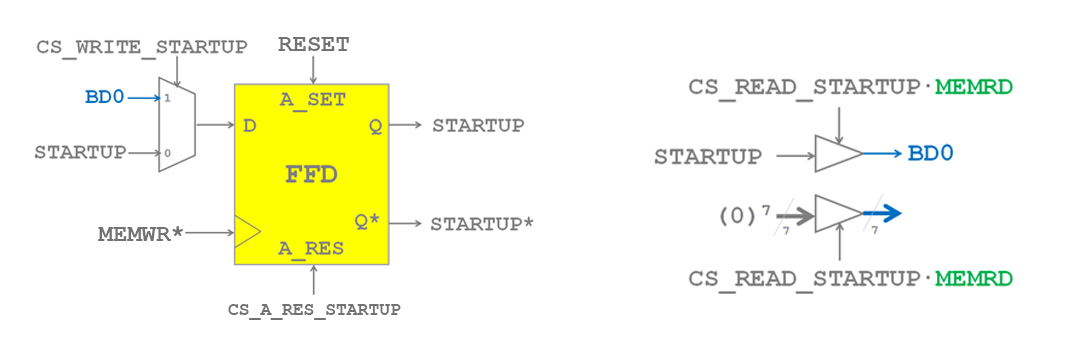 CS_WRITE_STARTUP
RESET
BD0
1
A_SET
D
Q
STARTUP
STARTUP
0
FFD
MEMWR*
Q*
STARTUP*
A_RES
CS_A_RES_STARTUP
CS_READ_STARTUP·MEMRD
STARTUP
BD0
(0)⁷
7
7
CS_READ_STARTUP·MEMRD